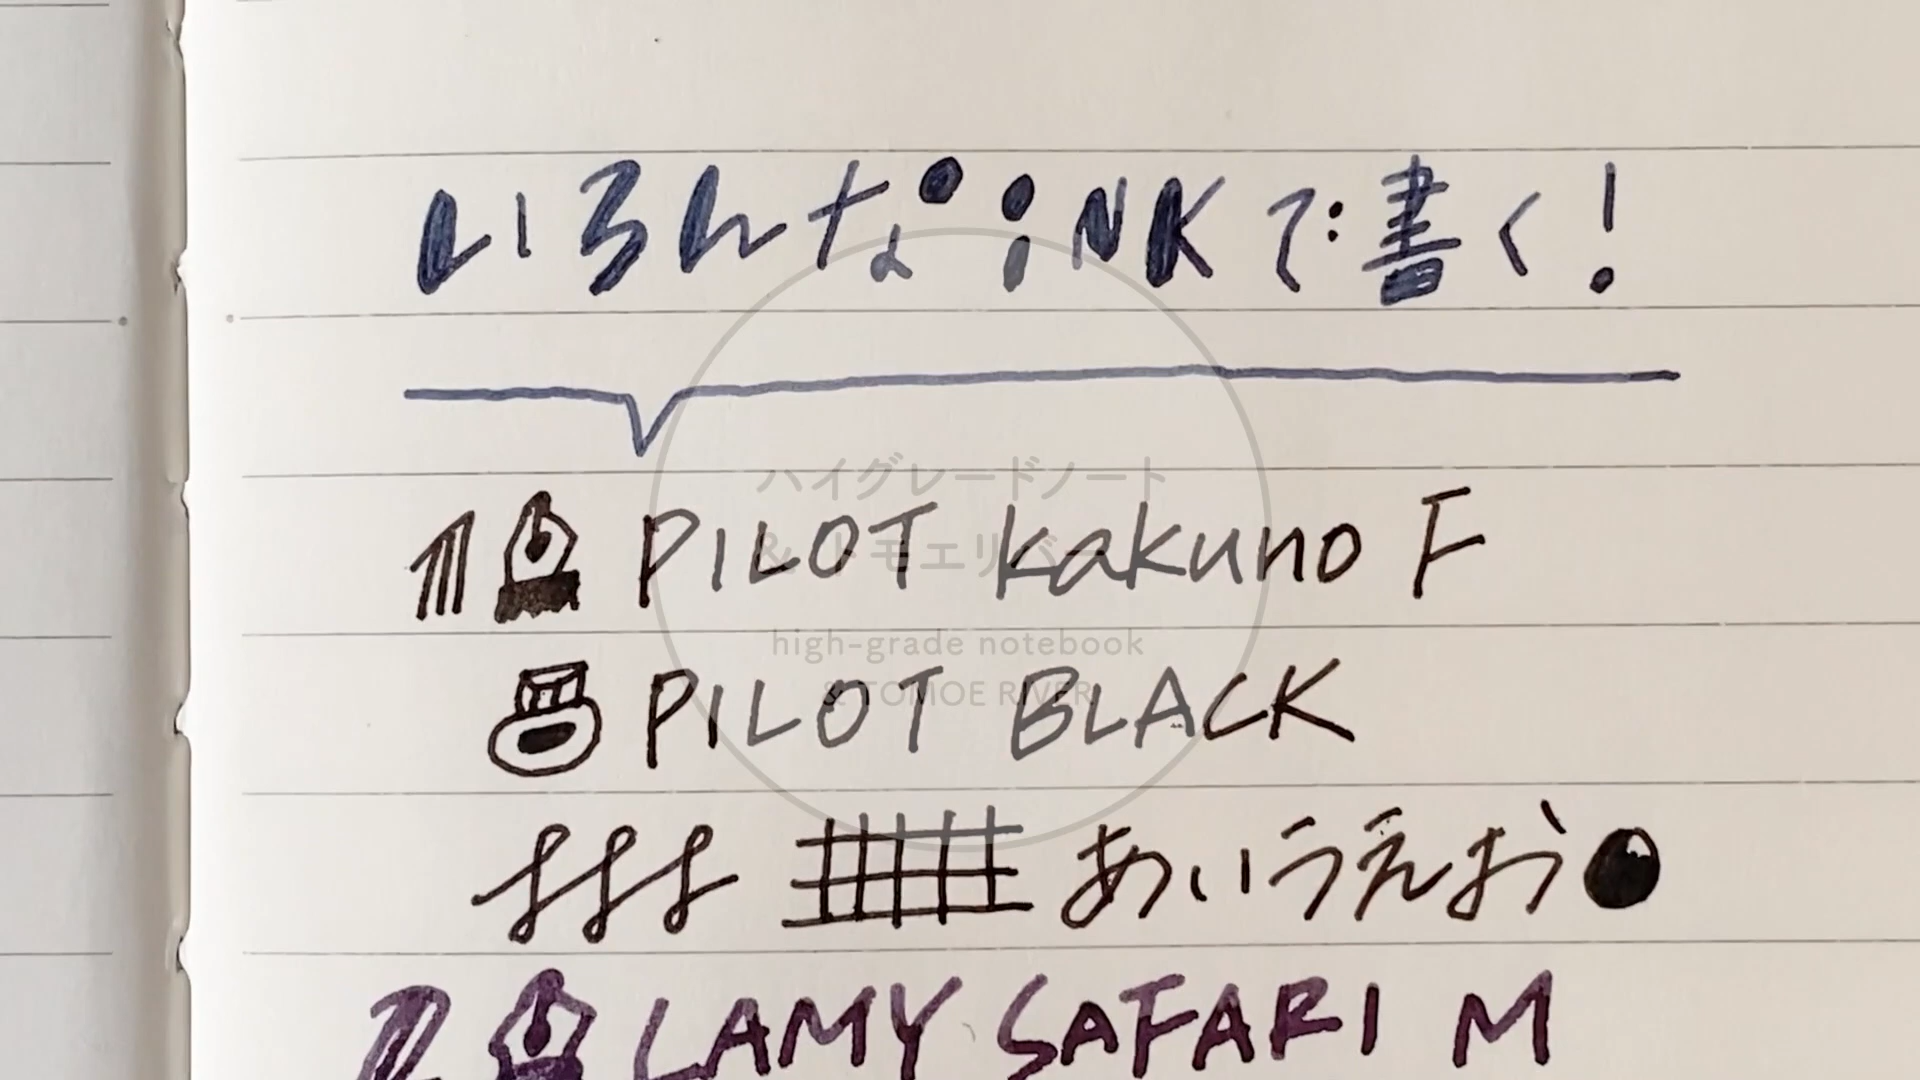 いろんな iNKで書く!
1 PILOT kakuno F
PILOT BLACK
あいうえお
2 LAMY SAFARI M
ハイグレードノート
& トモエリバー
high-grade notebook
& TOMOE RIVER